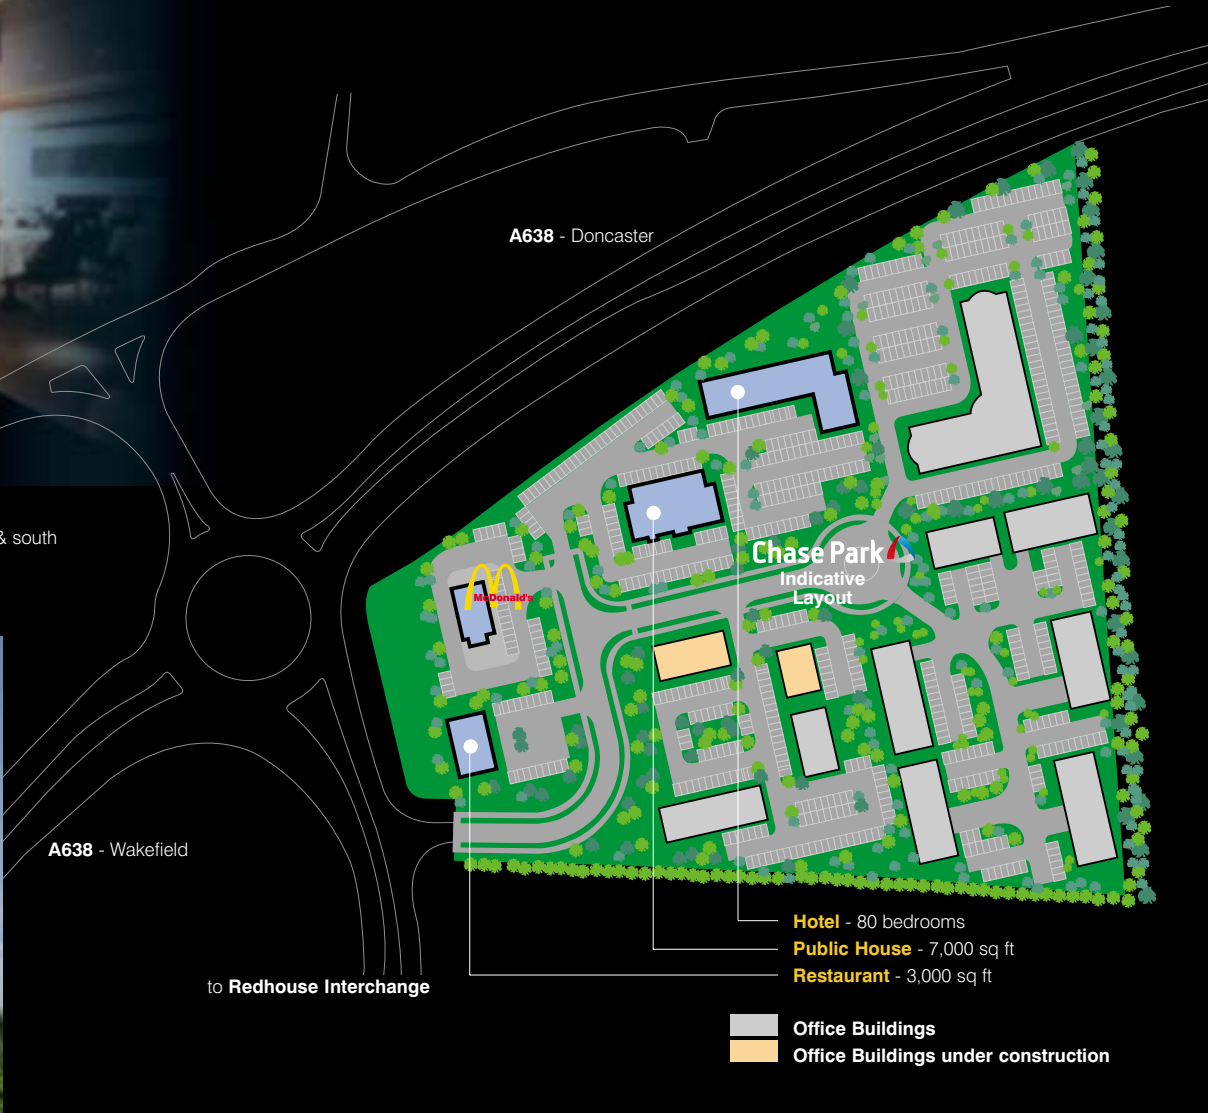 A638 - Doncaster
& south
Chase Park
Indicative
Layout
McDonald's
A638 - Wakefield
Hotel - 80 bedrooms
Public House - 7,000 sq ft
Restaurant - 3,000 sq ft
to Redhouse Interchange
Office Buildings
Office Buildings under construction